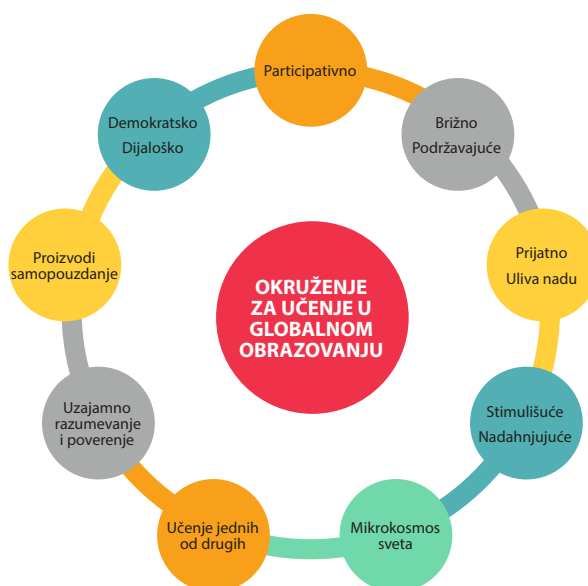 Participativno
Brižno
Podržavajuće
Prijatno
Uliva nadu
Stimulišuće
Nadahnjujuće
Mikrokosmos
sveta
Učenje jednih
od drugih
Uzajamno
razumevanje
i poverenje
Proizvodi
samopouzdanje
Demokratsko
Dijaloško
OKRUŽENJE
ZA UČENJE U
GLOBALNOM
OBRAZOVANJU